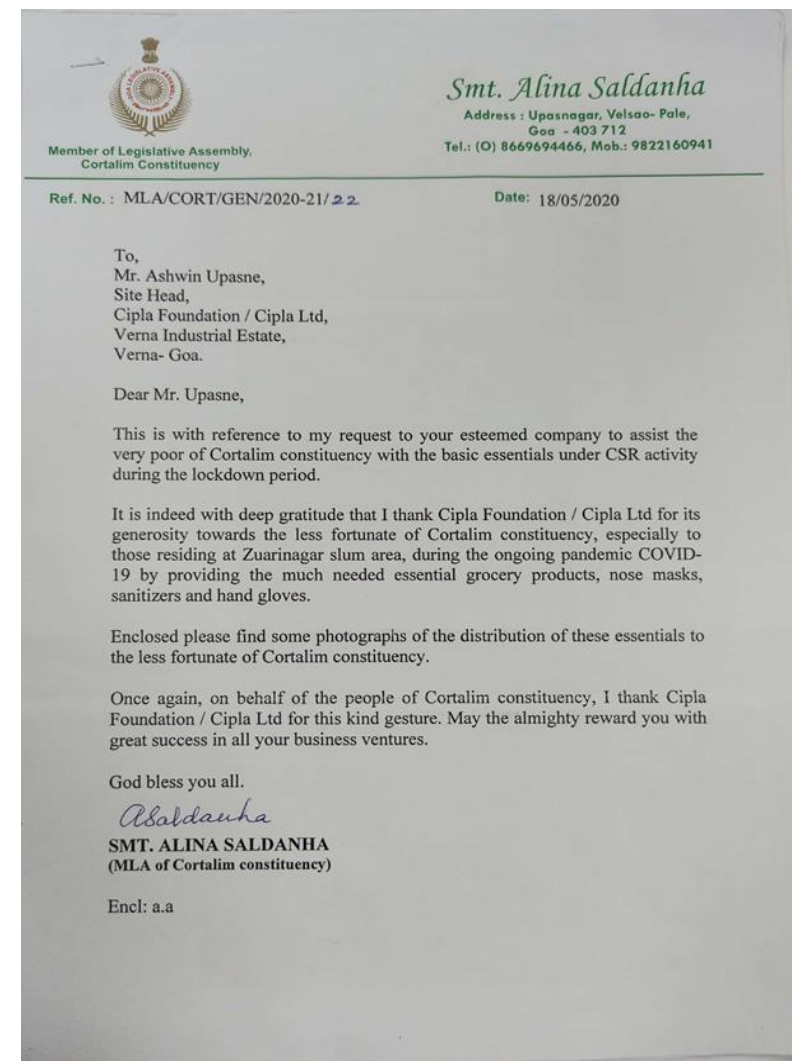 GOA LEGISLATIVE ASSEMBLY
Member of Legislative Assembly,
Cortalim Constituency
Smt. Alina Saldanha
Address : Upasnagar, Velsao- Pale,
Goa - 403 712
Tel.: (O) 8669694466, Mob.: 9822160941
Ref. No. : MLA/CORT/GEN/2020-21/22
Date: 18/05/2020
To,
Mr. Ashwin Upasne,
Site Head,
Cipla Foundation / Cipla Ltd,
Verna Industrial Estate,
Verna- Goa.
Dear Mr. Upasne,
This is with reference to my request to your esteemed company to assist the
very poor of Cortalim constituency with the basic essentials under CSR activity
during the lockdown period.
It is indeed with deep gratitude that I thank Cipla Foundation / Cipla Ltd for its
generosity towards the less fortunate of Cortalim constituency, especially to
those residing at Zuarinagar slum area, during the ongoing pandemic COVID-
19 by providing the much needed essential grocery products, nose masks,
sanitizers and hand gloves.
Enclosed please find some photographs of the distribution of these essentials to
the less fortunate of Cortalim constituency.
Once again, on behalf of the people of Cortalim constituency, I thank Cipla
Foundation / Cipla Ltd for this kind gesture. May the almighty reward you with
great success in all your business ventures.
God bless you all.
ASaldanha
SMT. ALINA SALDANHA
(MLA of Cortalim constituency)
Encl: a.a